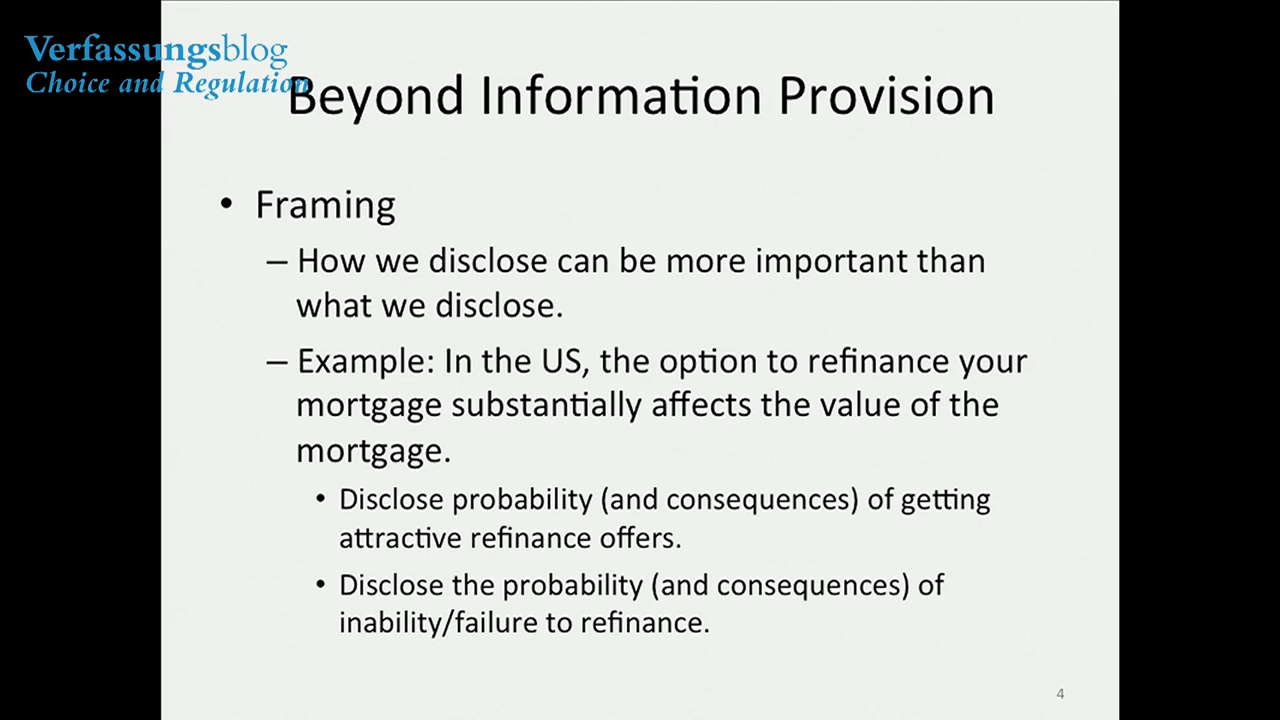 Verfassungsblog
Choice and Regulation
Beyond Information Provision
• Framing
– How we disclose can be more important than
what we disclose.
– Example: In the US, the option to refinance your
mortgage substantially affects the value of the
mortgage.
• Disclose probability (and consequences) of getting
attractive refinance offers.
• Disclose the probability (and consequences) of
inability/failure to refinance.
4